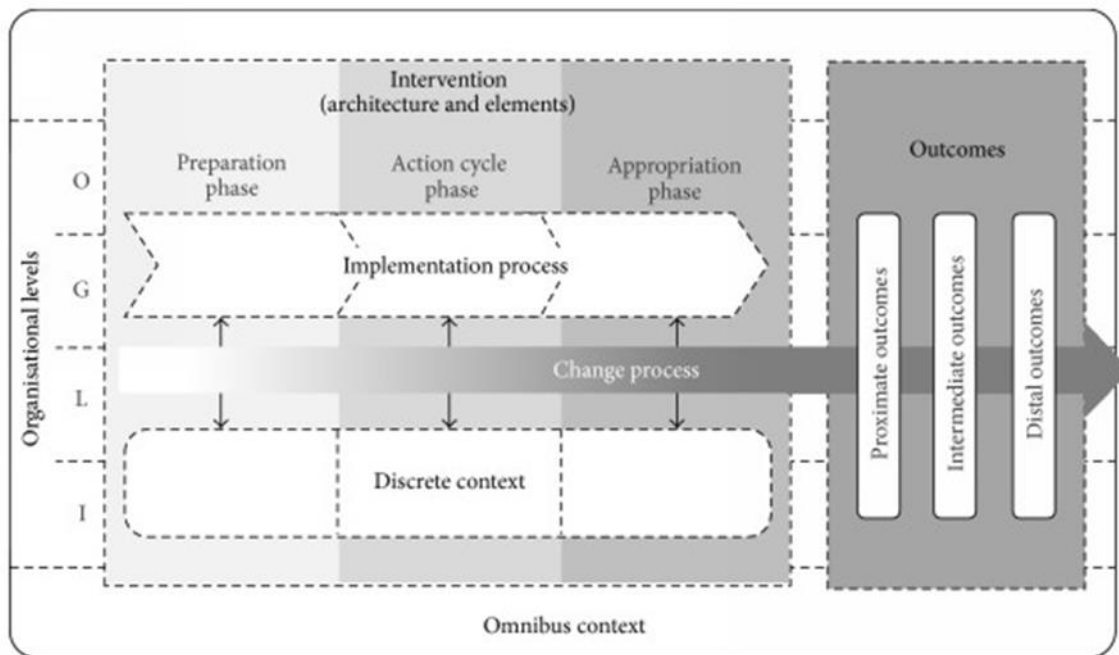 Intervention
(architecture and elements)
Preparation
phase
Action cycle
phase
Appropriation
phase
Outcomes
Organisational levels
O
G
L
I
Implementation process
Change process
Discrete context
Proximate outcomes
Intermediate outcomes
Distal outcomes
Omnibus context